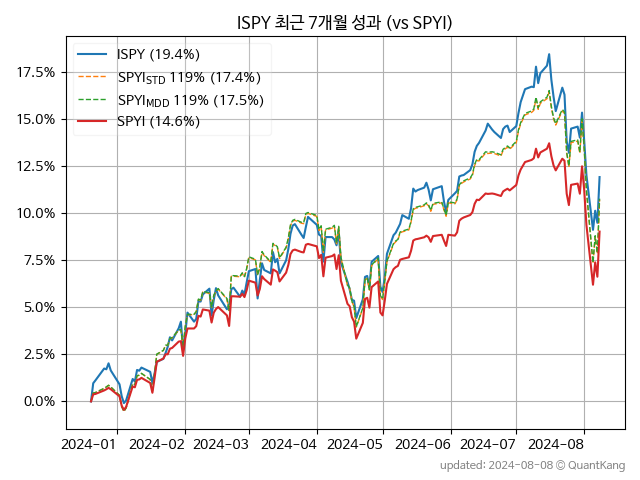 ISPY 최근 7개월 성과 (vs SPYI)
ISPY (19.4%)
SPYI_STD 119% (17.4%)
SPYI_MDD 119% (17.5%)
SPYI (14.6%)
17.5%
15.0%
12.5%
10.0%
7.5%
5.0%
2.5%
0.0%
2024-01 2024-02 2024-03 2024-04 2024-05 2024-06 2024-07 2024-08
updated: 2024-08-08 © QuantKang